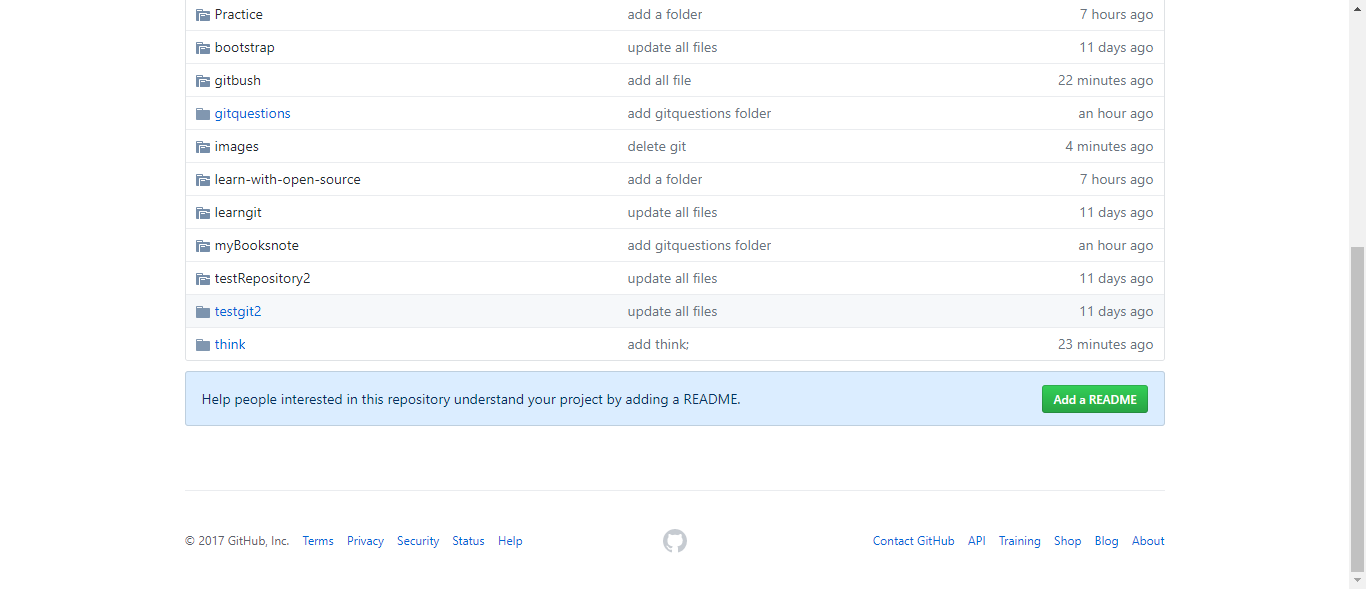 Practice add a folder 7 hours ago
bootstrap update all files 11 days ago
gitbush add all file 22 minutes ago
gitquestions add gitquestions folder an hour ago
images delete git 4 minutes ago
learn-with-open-source add a folder 7 hours ago
learngit update all files 11 days ago
myBooksnote add gitquestions folder an hour ago
testRepository2 update all files 11 days ago
testgit2 update all files 11 days ago
think add think; 23 minutes ago
Help people interested in this repository understand your project by adding a README. Add a README
© 2017 GitHub, Inc. Terms Privacy Security Status Help Contact GitHub API Training Shop Blog About